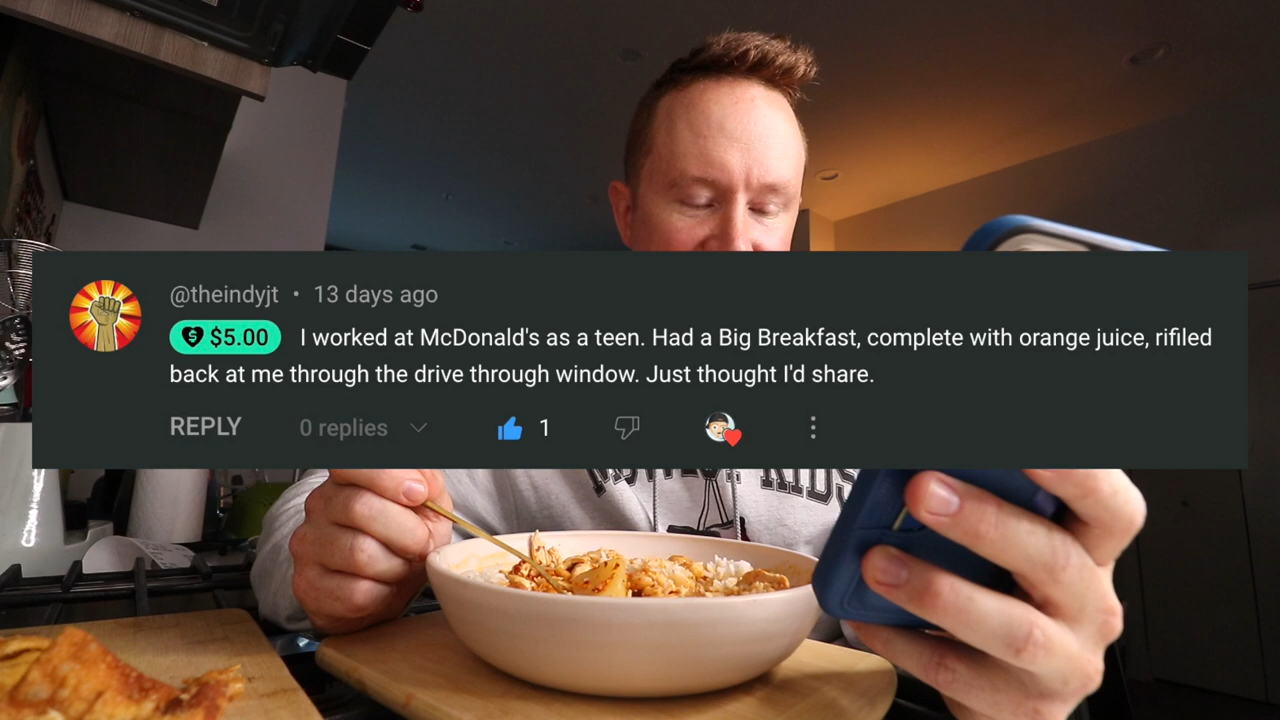 @theindyjt • 13 days ago
$5.00 I worked at McDonald's as a teen. Had a Big Breakfast, complete with orange juice, rifiled
back at me through the drive through window. Just thought I'd share.
REPLY 0 replies 1
KIDS